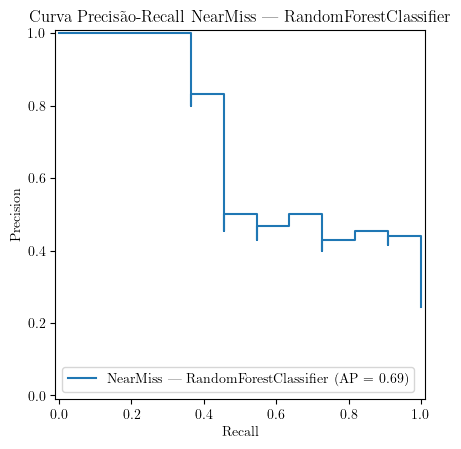 Curva Precisão-Recall NearMiss — RandomForestClassifier
1.0
0.8
0.6
0.4
0.2
0.0
Precision
NearMiss — RandomForestClassifier (AP = 0.69)
0.0 0.2 0.4 0.6 0.8 1.0
Recall